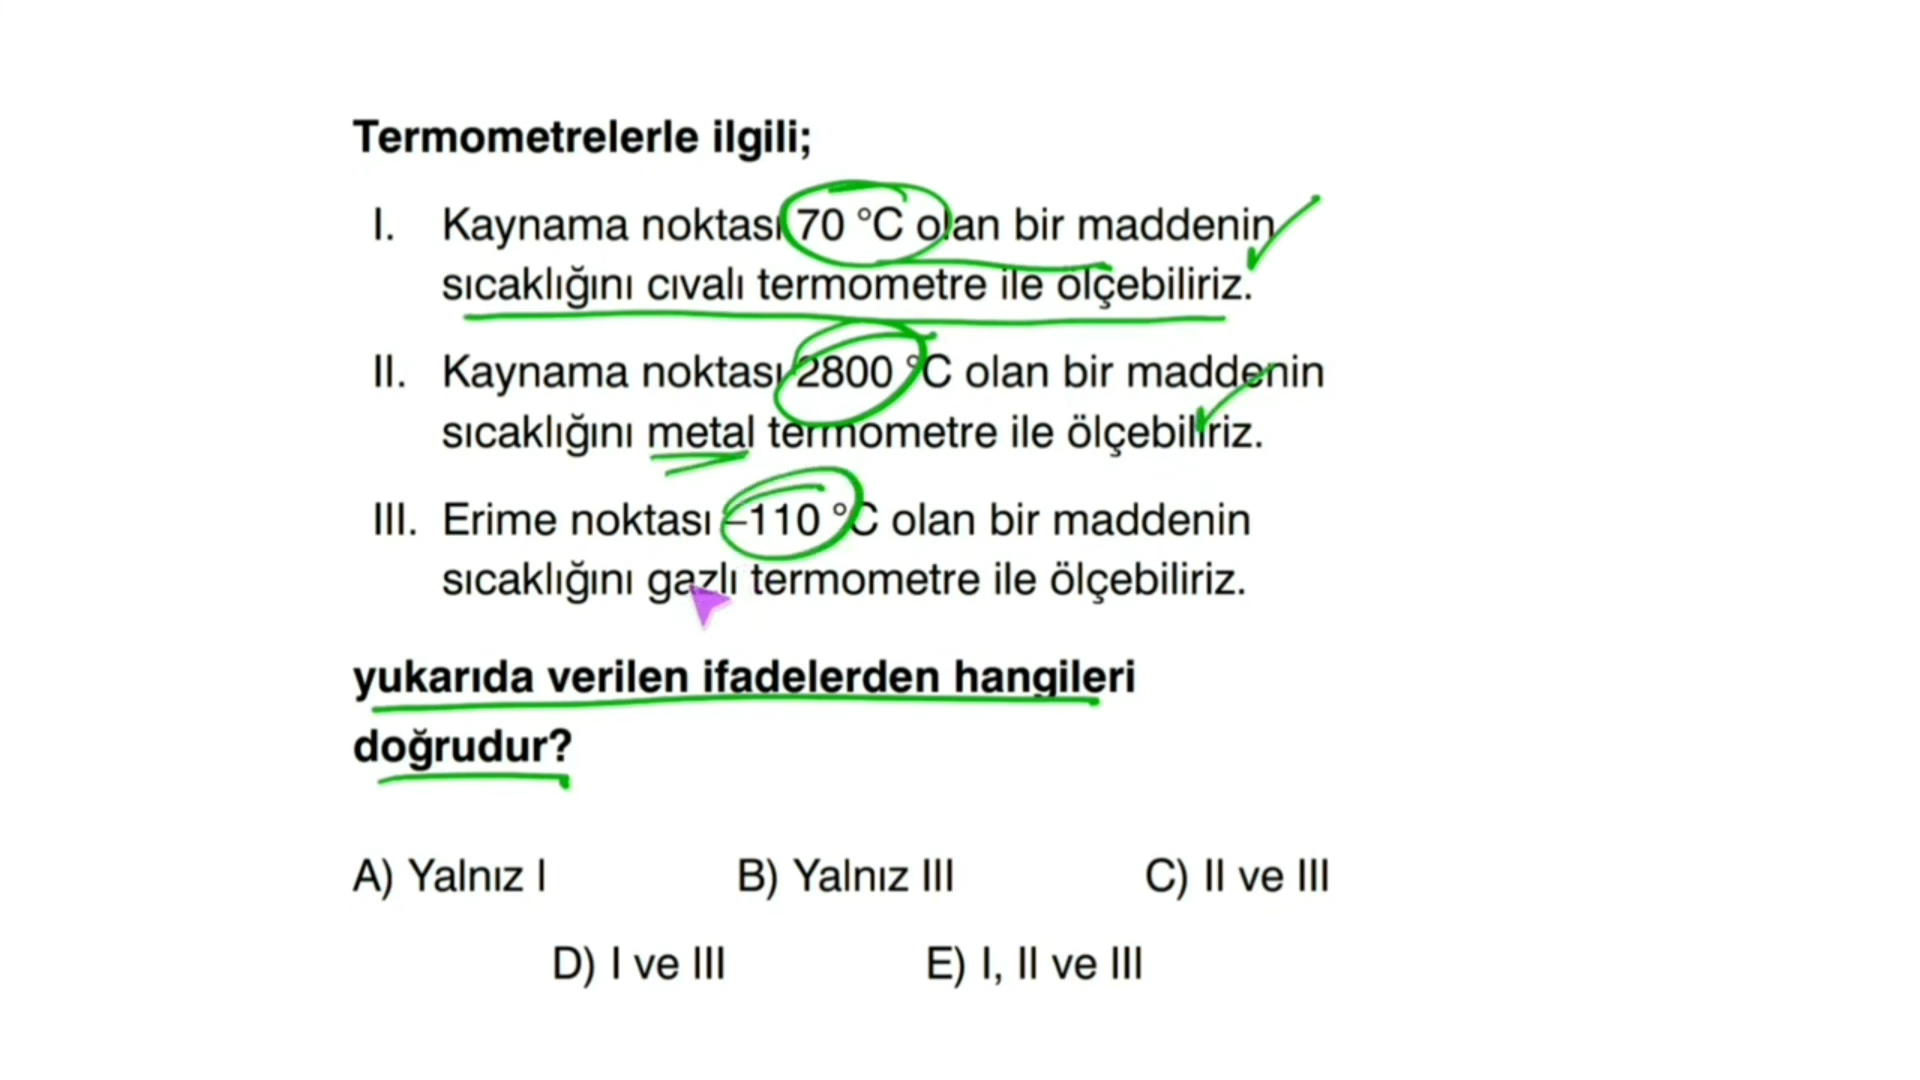 Termometrelerle ilgili;
I. Kaynama noktası 70 °C olan bir maddenin
sıcaklığını cıvalı termometre ile ölçebiliriz.
II. Kaynama noktası 2800 °C olan bir maddenin
sıcaklığını metal termometre ile ölçebiliriz.
III. Erime noktası –110 °C olan bir maddenin
sıcaklığını gazlı termometre ile ölçebiliriz.
yukarıda verilen ifadelerden hangileri
doğrudur?
A) Yalnız I B) Yalnız III C) II ve III
D) I ve III E) I, II ve III